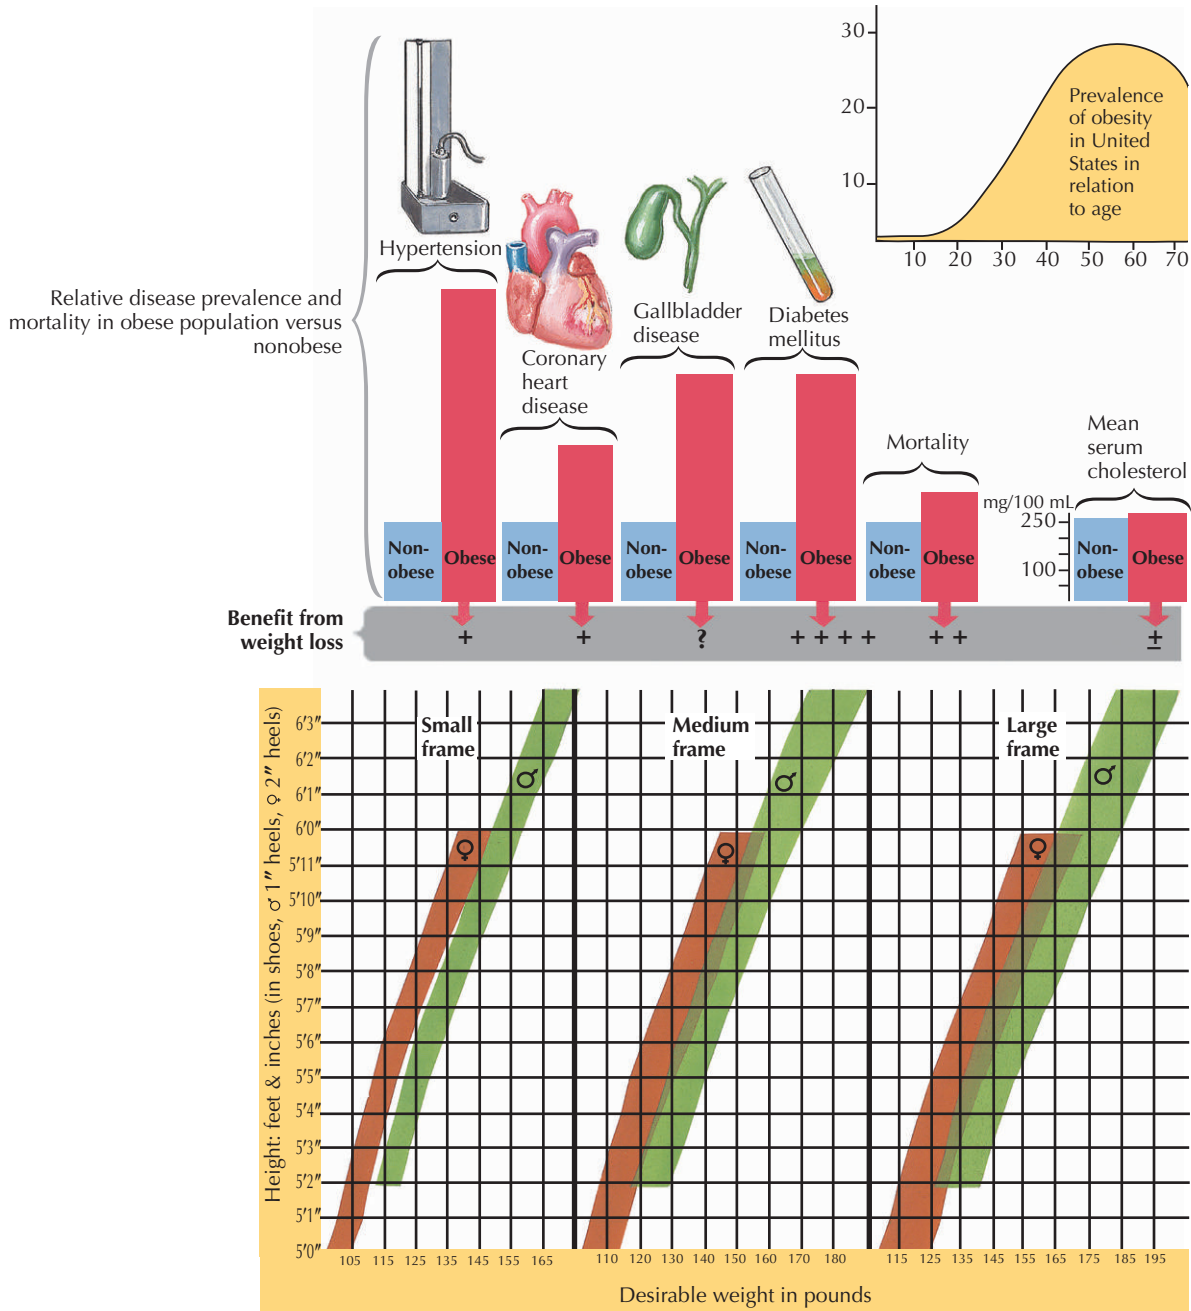 30
20
10
Prevalence
of obesity
in United
States in
relation
to age
10 20 30 40 50 60 70
Hypertension
Relative disease prevalence and
mortality in obese population versus
nonobese
Coronary
heart
disease
Gallbladder
disease
Diabetes
mellitus
Mortality
Mean
serum
cholesterol
mg/100 mL
250
100
Non-
obese
Obese
Non-
obese
Obese
Non-
obese
Obese
Non-
obese
Obese
Non-
obese
Obese
Non-
obese
Obese
Benefit from
weight loss
+ + ? + + + + + + ±
Height: feet & inches (in shoes, ♂ 1″ heels, ♀ 2″ heels)
6′3″
6′2″
6′1″
6′0″
5′11″
5′10″
5′9″
5′8″
5′7″
5′6″
5′5″
5′4″
5′3″
5′2″
5′1″
5′0″
Small
frame
♂
♀
Medium
frame
♂
♀
Large
frame
♂
♀
105 125 135 145 155 165 110 120 130 140 150 160 170 180 115 125 135 145 155 165 175 185 195
Desirable weight in pounds